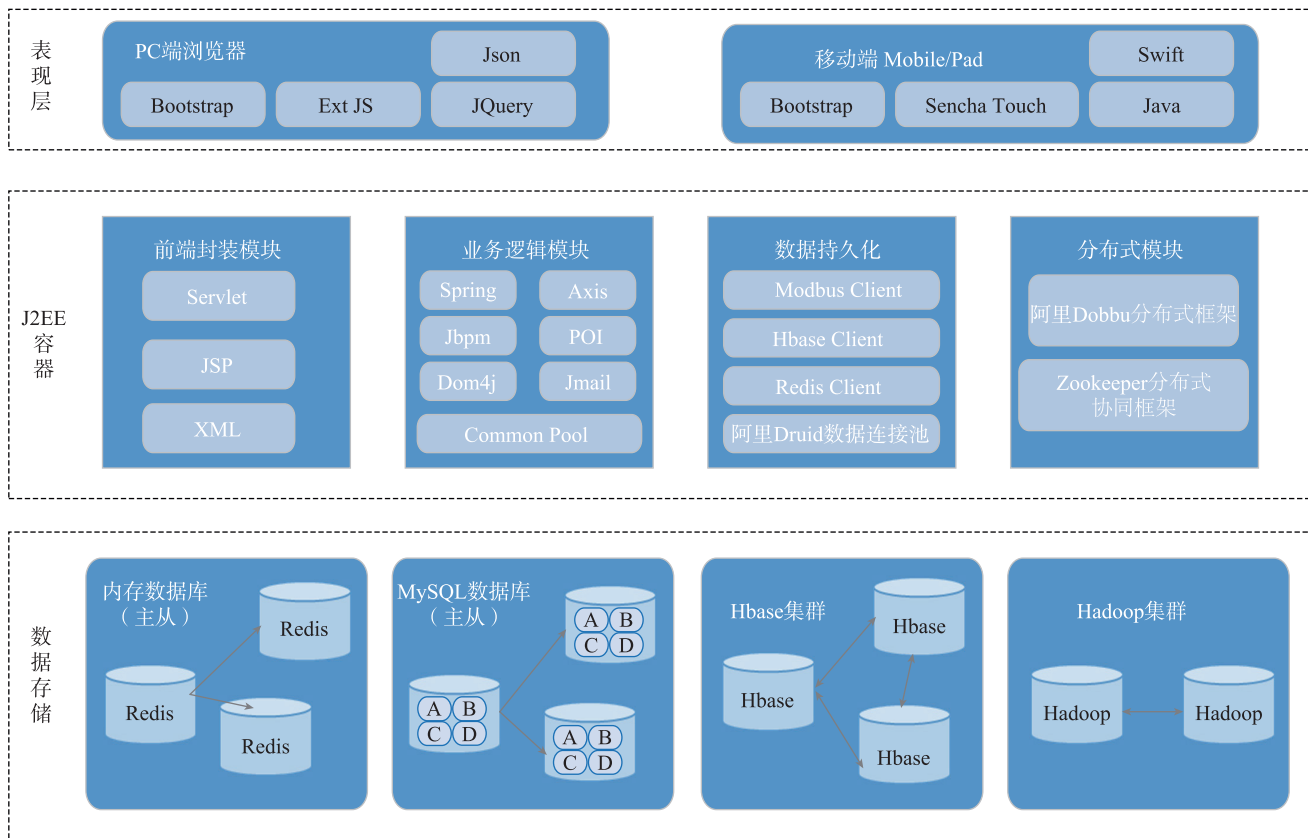 表现层
PC端浏览器
Json
Bootstrap
Ext JS
JQuery
移动端 Mobile/Pad
Swift
Bootstrap
Sencha Touch
Java
J2EE容器
前端封装模块
Servlet
JSP
XML
业务逻辑模块
Spring
Axis
Jbpm
POI
Dom4j
Jmail
Common Pool
数据持久化
Modbus Client
Hbase Client
Redis Client
阿里Druid数据连接池
分布式模块
阿里Dobbu分布式框架
Zookeeper分布式
协同框架
数据存储
内存数据库
（主从）
Redis
Redis
Redis
MySQL数据库
（主从）
A B
C D
A B
C D
A B
C D
Hbase集群
Hbase
Hbase
Hbase
Hadoop集群
Hadoop
Hadoop